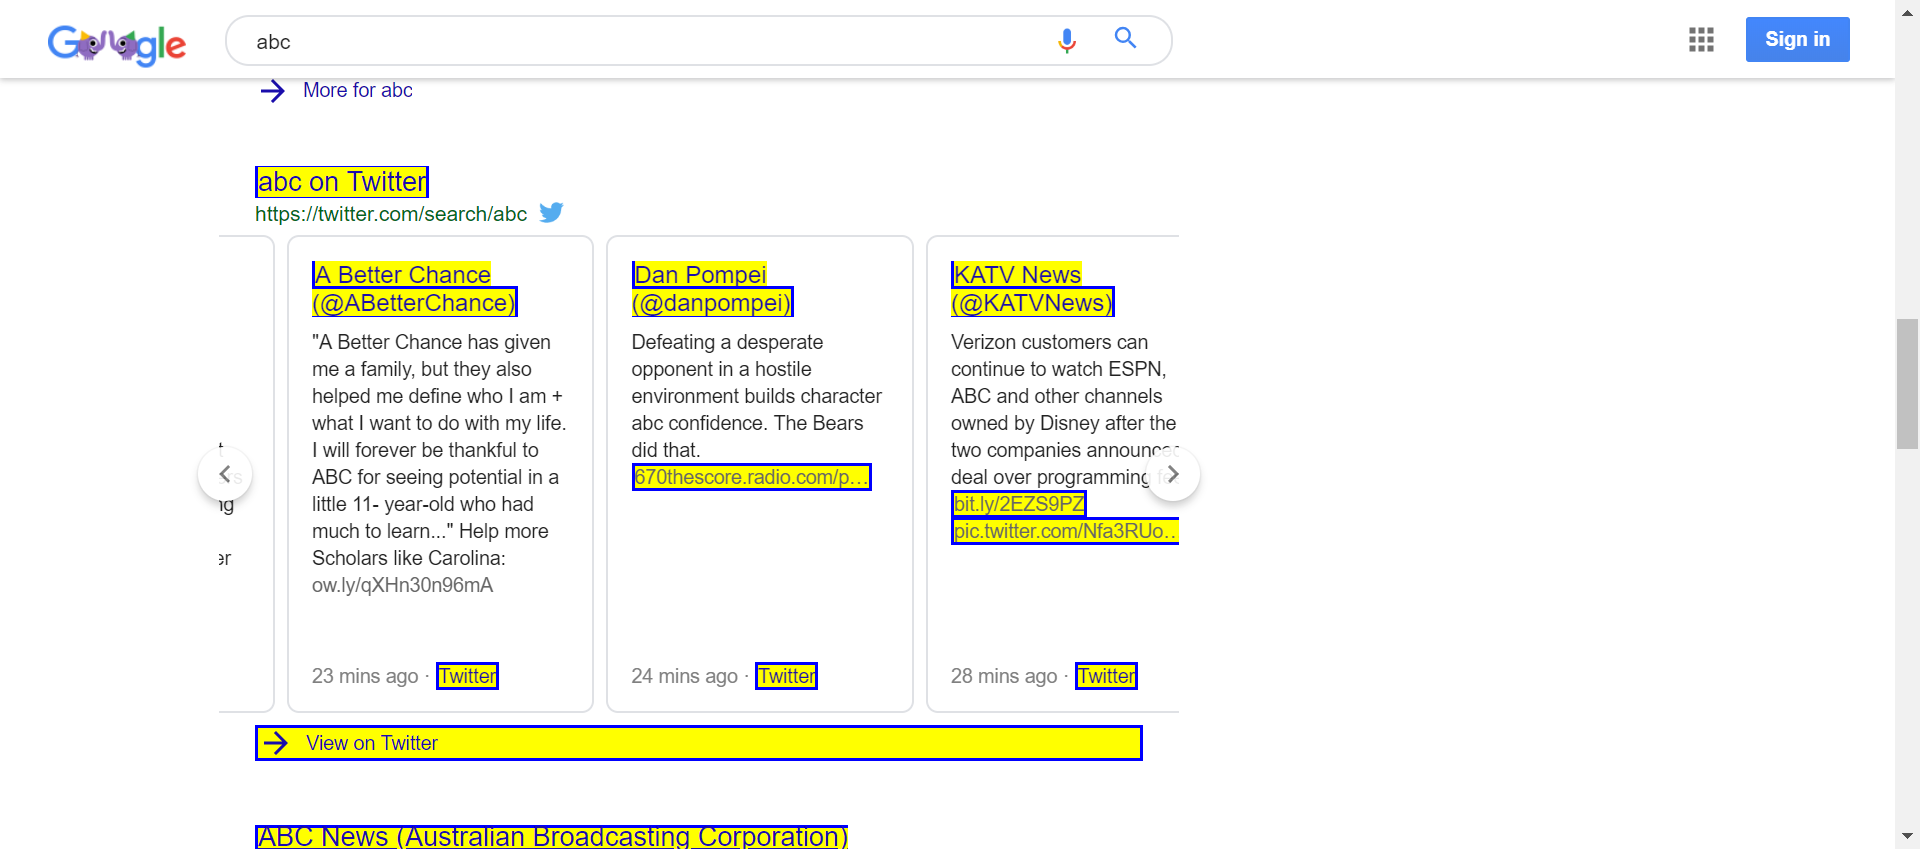 Google
abc
Sign in
More for abc
abc on Twitter
https://twitter.com/search/abc
A Better Chance
(@ABetterChance)
"A Better Chance has given
me a family, but they also
helped me define who I am +
what I want to do with my life.
I will forever be thankful to
ABC for seeing potential in a
little 11- year-old who had
much to learn..." Help more
Scholars like Carolina:
ow.ly/qXHn30n96mA
23 mins ago · Twitter
Dan Pompei
(@danpompei)
Defeating a desperate
opponent in a hostile
environment builds character
abc confidence. The Bears
did that.
670thescore.radio.com/p...
24 mins ago · Twitter
KATV News
(@KATVNews)
Verizon customers can
continue to watch ESPN,
ABC and other channels
owned by Disney after the
two companies announced
deal over programming
bit.ly/2EZS9PZ
pic.twitter.com/Nfa3RUo...
28 mins ago · Twitter
View on Twitter
ABC News (Australian Broadcasting Corporation)